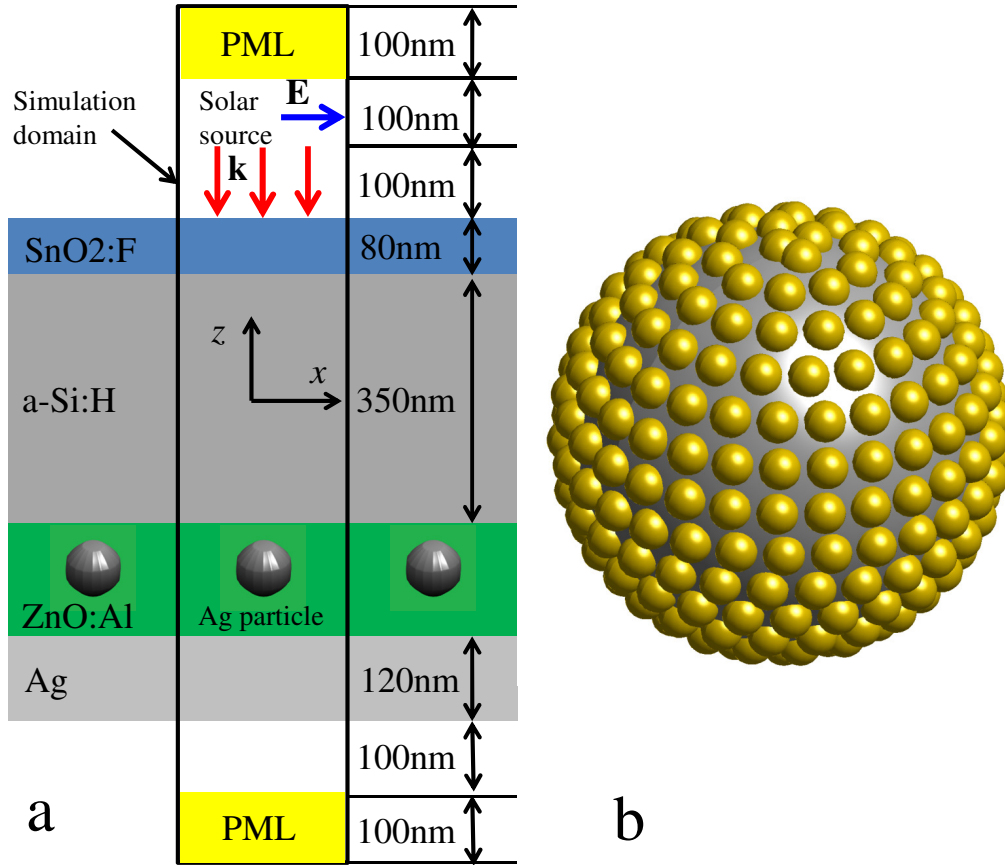 PML
100nm
Simulation
domain
Solar
source
E
100nm
k
100nm
SnO2:F
80nm
z
x
a-Si:H
350nm
ZnO:Al
Ag particle
Ag
120nm
100nm
a
PML
100nm
b